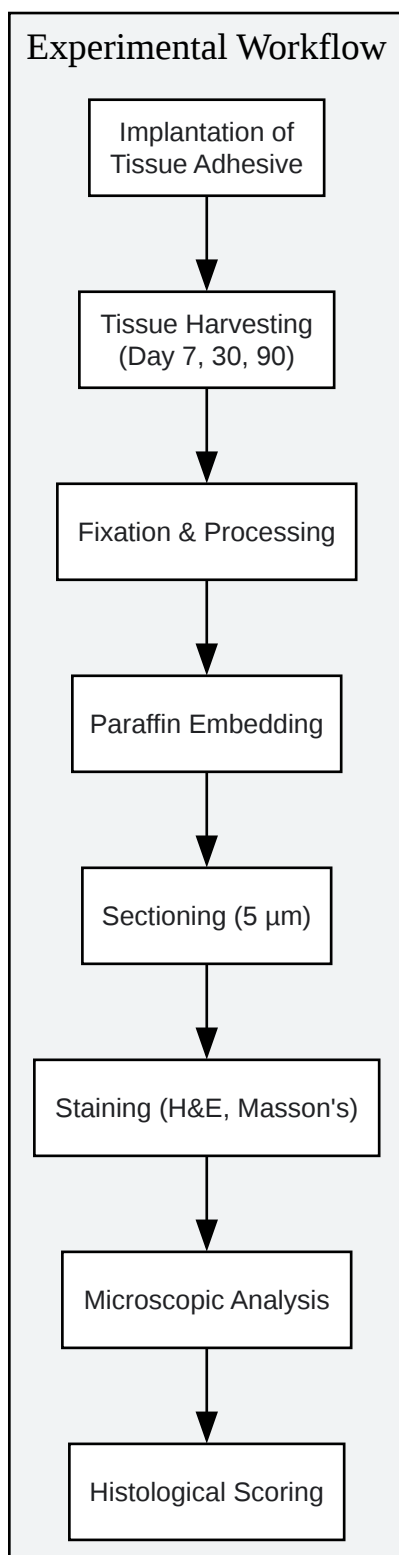 Experimental Workflow
Implantation of
Tissue Adhesive
Tissue Harvesting
(Day 7, 30, 90)
Fixation & Processing
Paraffin Embedding
Sectioning (5 µm)
Staining (H&E, Masson's)
Microscopic Analysis
Histological Scoring